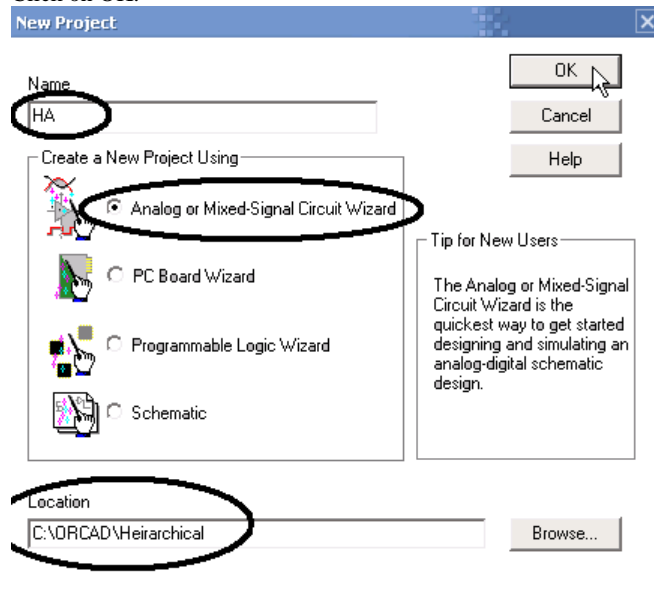 Click on OK.
New Project
Name
HA
OK
Cancel
Help
Create a New Project Using
Analog or Mixed-Signal Circuit Wizard
PC Board Wizard
Programmable Logic Wizard
Schematic
Tip for New Users
The Analog or Mixed-Signal
Circuit Wizard is the
quickest way to get started
designing and simulating an
analog-digital schematic
design.
Location
C:\ORCAD\Heirarchical
Browse...